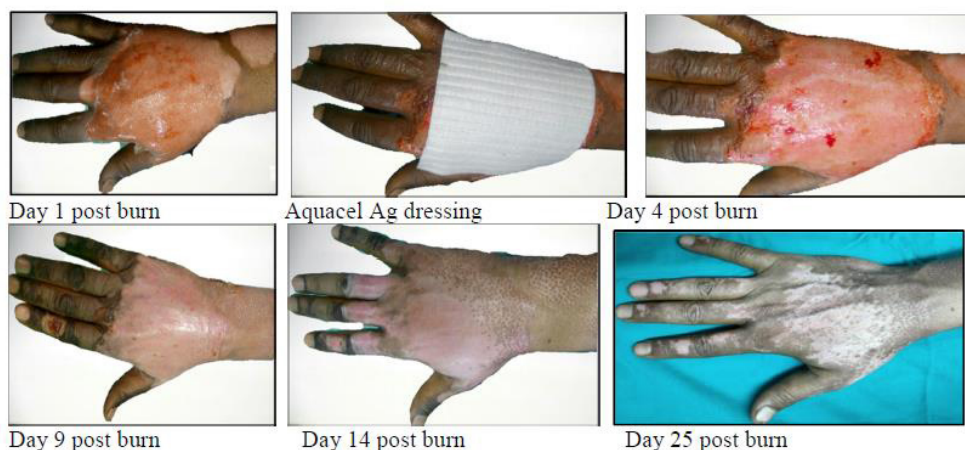 Day 1 post burn
Aquacel Ag dressing
Day 4 post burn
Day 9 post burn
Day 14 post burn
Day 25 post burn